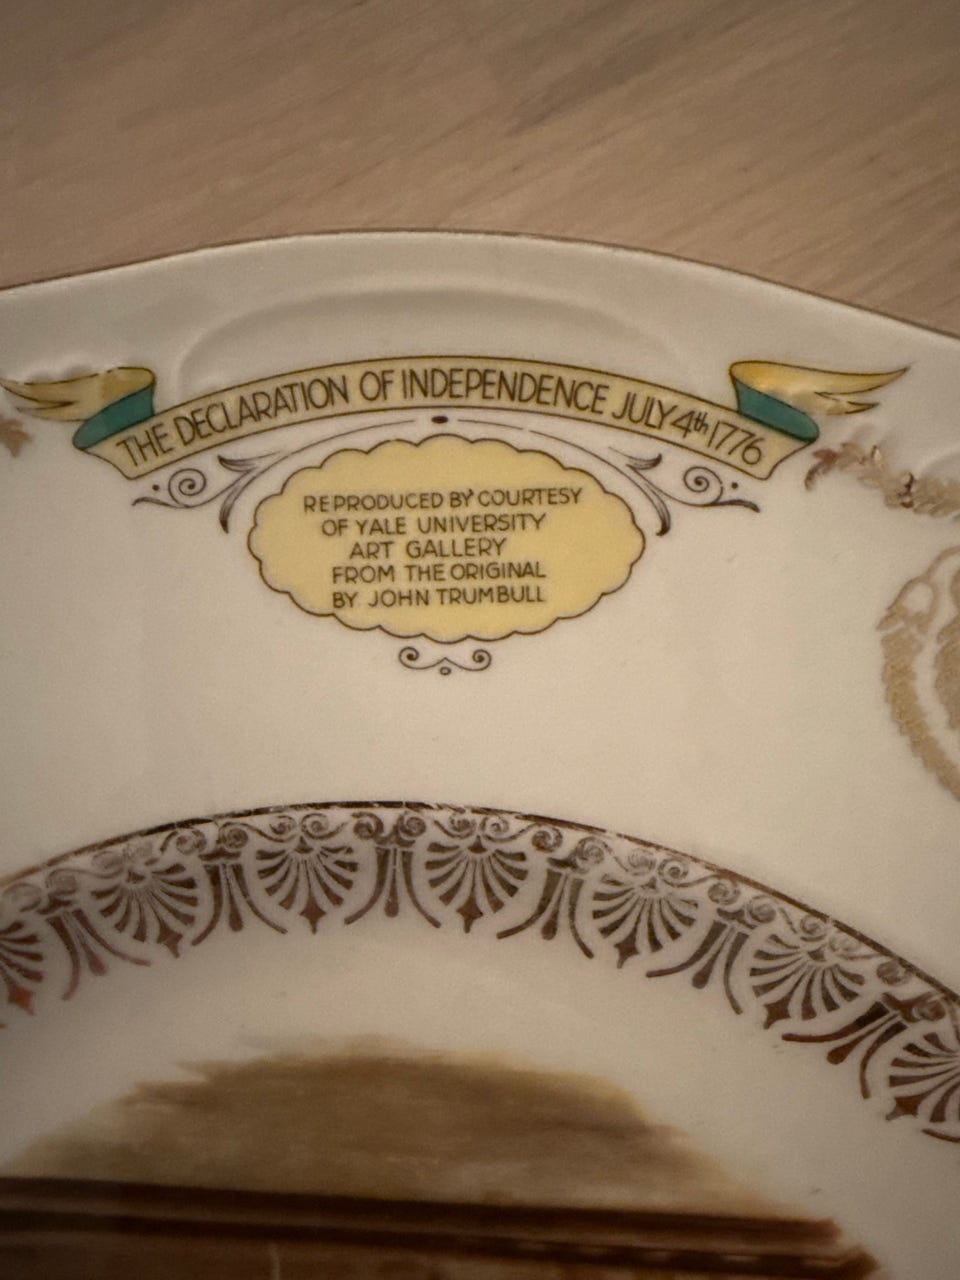 THE DECLARATION OF INDEPENDENCE JULY 4th 1776
REPRODUCED BY COURTESY
OF YALE UNIVERSITY
ART GALLERY
FROM THE ORIGINAL
BY JOHN TRUMBULL